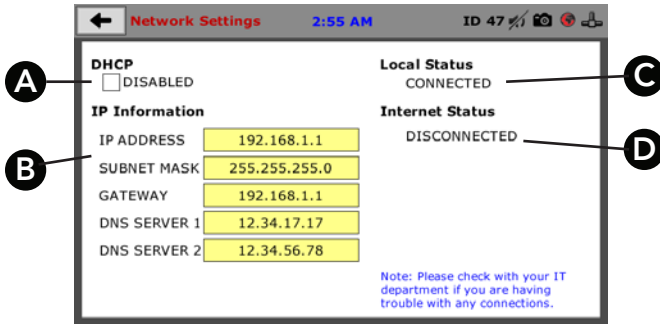 Network Settings 2:55 AM ID 47
DHCP
DISABLED
A
IP Information
B
IP ADDRESS 192.168.1.1
SUBNET MASK 255.255.255.0
GATEWAY 192.168.1.1
DNS SERVER 1 12.34.17.17
DNS SERVER 2 12.34.56.78
Local Status
CONNECTED
C
Internet Status
DISCONNECTED
D
Note: Please check with your IT
department if you are having
trouble with any connections.